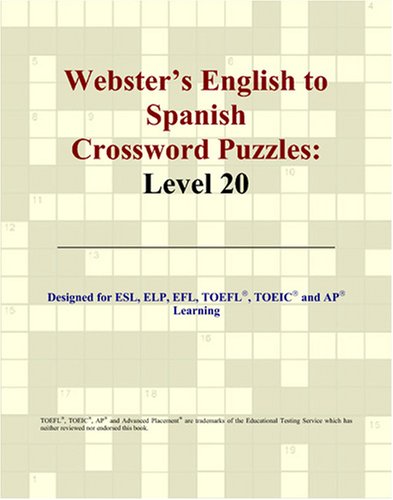 Webster's English to
Spanish
Crossword Puzzles:
Level 20
Designed for ESL, ELP, EFL, TOEFL®, TOEIC® and AP®
Learning
TOEFL®, TOEIC®, AP® and Advanced Placement® are trademarks of the Educational Testing Service which has
neither reviewed nor endorsed this book.